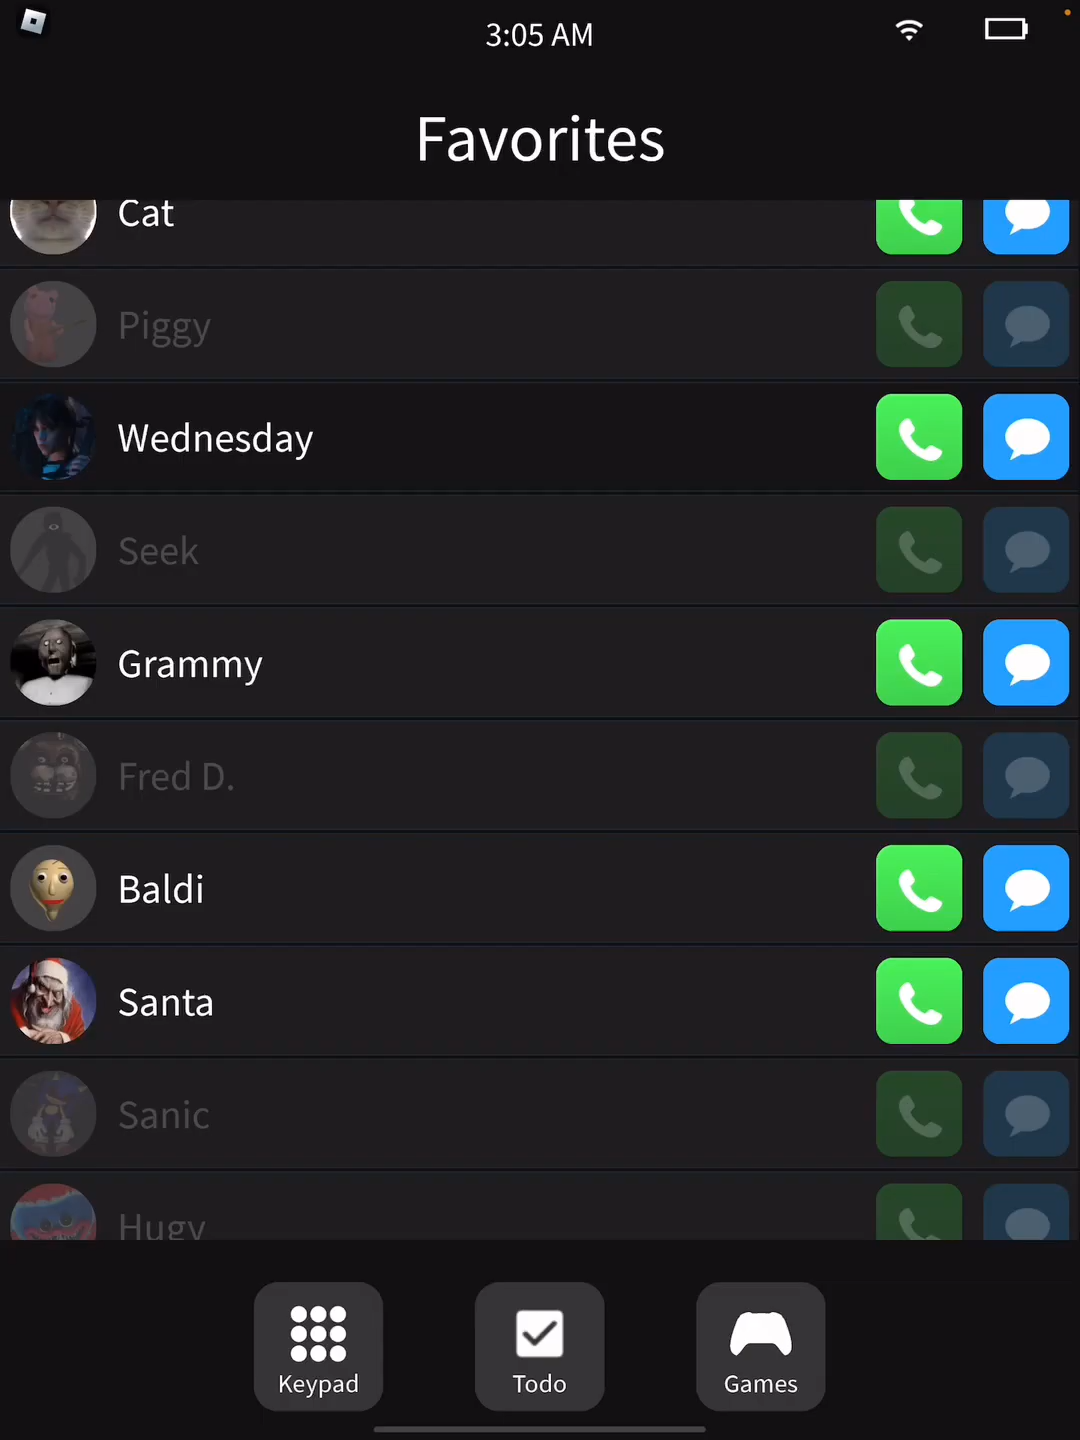 3:05 AM
Favorites
Cat
Piggy
Wednesday
Seek
Grammy
Fred D.
Baldi
Santa
Sanic
Hugy
Keypad
Todo
Games